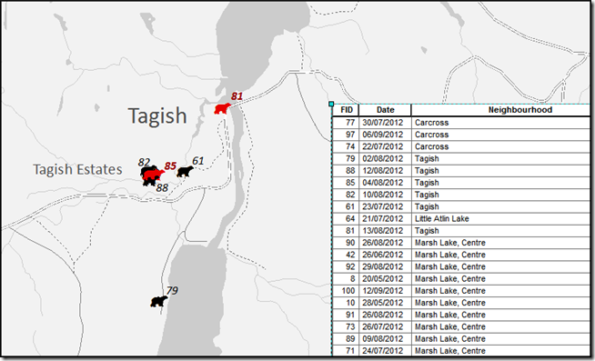 81
Tagish
Tagish Estates
82
85
61
88
79
FID Date Neighbourhood
77 30/07/2012 Carcross
97 06/09/2012 Carcross
74 22/07/2012 Carcross
79 02/08/2012 Tagish
88 12/08/2012 Tagish
85 04/08/2012 Tagish
82 10/08/2012 Tagish
61 23/07/2012 Tagish
64 21/07/2012 Little Atlin Lake
81 13/08/2012 Tagish
90 26/08/2012 Marsh Lake, Centre
42 26/06/2012 Marsh Lake, Centre
92 29/08/2012 Marsh Lake, Centre
8 20/05/2012 Marsh Lake, Centre
100 12/09/2012 Marsh Lake, Centre
10 28/05/2012 Marsh Lake, Centre
91 26/08/2012 Marsh Lake, Centre
73 26/07/2012 Marsh Lake, Centre
89 09/08/2012 Marsh Lake, Centre
71 24/07/2012 Marsh Lake, Centre